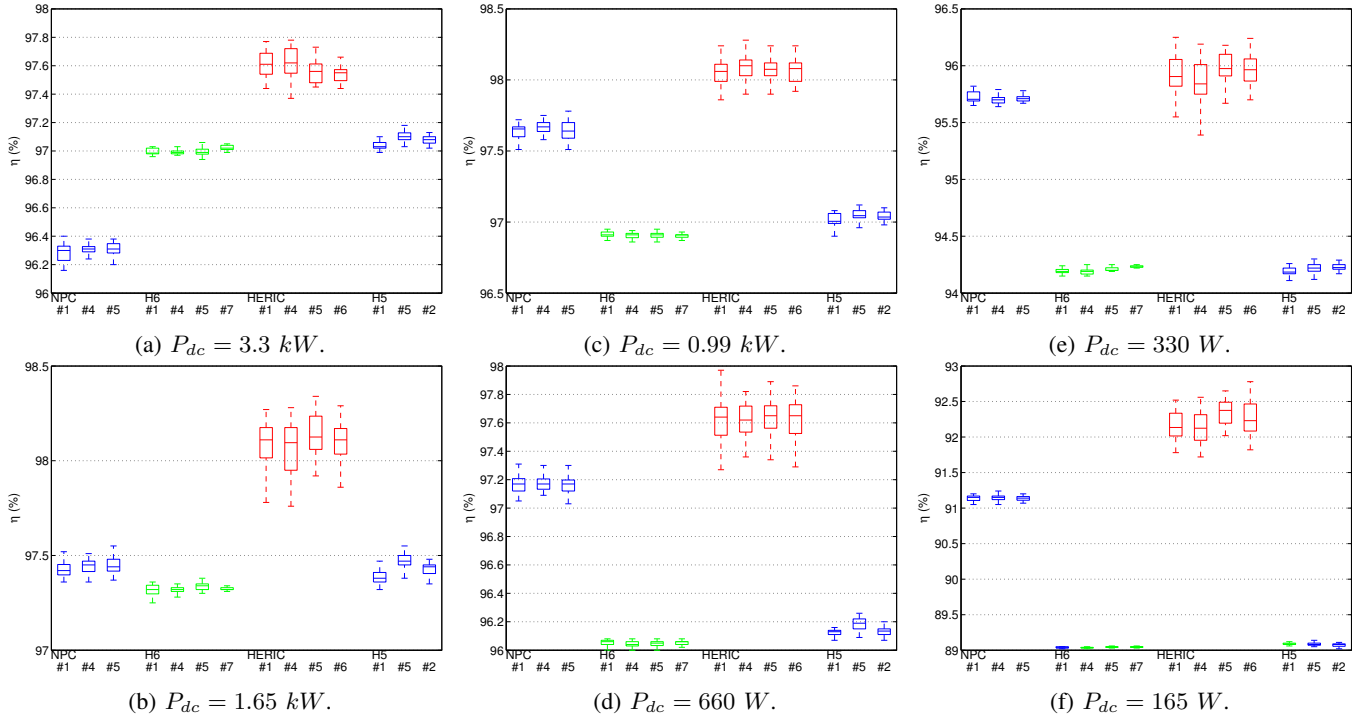 98
97.8
97.6
97.4
97.2
97
96.8
96.6
96.4
96.2
96
η (%)
NPC H6 HERIC H5
#1 #4 #5 #1 #4 #5 #7 #1 #4 #5 #6 #1 #5 #2
(a) P_dc = 3.3 kW.
98.5
98
97.5
97
96.5
η (%)
NPC H6 HERIC H5
#1 #4 #5 #1 #4 #5 #7 #1 #4 #5 #6 #1 #5 #2
(c) P_dc = 0.99 kW.
96.5
96
95.5
95
94.5
94
η (%)
NPC H6 HERIC H5
#1 #4 #5 #1 #4 #5 #7 #1 #4 #5 #6 #1 #5 #2
(e) P_dc = 330 W.
98.5
98
97.5
97
η (%)
NPC H6 HERIC H5
#1 #4 #5 #1 #4 #5 #7 #1 #4 #5 #6 #1 #5 #2
(b) P_dc = 1.65 kW.
98
97.6
97.2
96.8
96.4
96.2
96
η (%)
NPC H6 HERIC H5
#1 #4 #5 #1 #4 #5 #7 #1 #4 #5 #6 #1 #5 #2
(d) P_dc = 660 W.
93
92.5
92
91.5
91
90.5
90
89.5
89
η (%)
NPC H6 HERIC H5
#1 #4 #5 #1 #4 #5 #7 #1 #4 #5 #6 #1 #5 #2
(f) P_dc = 165 W.